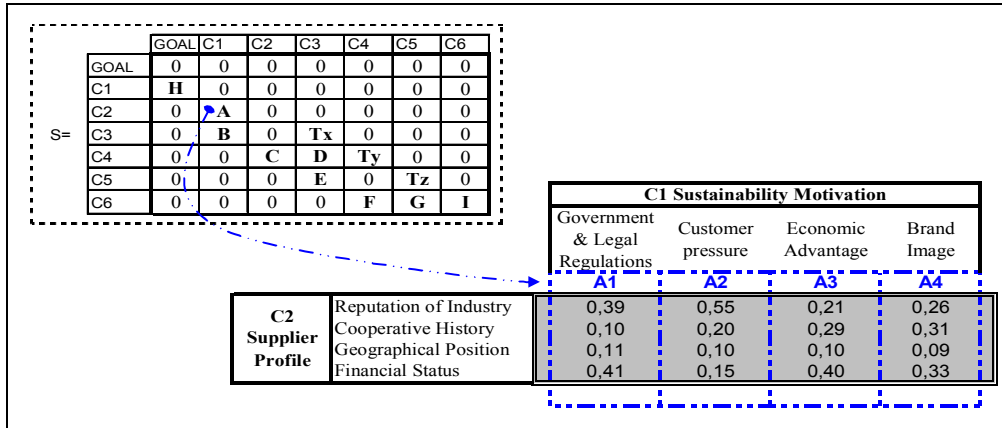 GOAL C1 C2 C3 C4 C5 C6
GOAL 0 0 0 0 0 0 0
C1 H 0 0 0 0 0 0
C2 0 A 0 0 0 0 0
S= C3 0 B 0 Tx 0 0 0
C4 0 0 C D Ty 0 0
C5 0 0 0 E 0 Tz 0
C6 0 0 0 0 F G I
C1 Sustainability Motivation
Government & Legal Regulations Customer pressure Economic Advantage Brand Image
A1 A2 A3 A4
C2 Supplier Profile
Reputation of Industry 0,39 0,55 0,21 0,26
Cooperative History 0,10 0,20 0,29 0,31
Geographical Position 0,11 0,10 0,10 0,09
Financial Status 0,41 0,15 0,40 0,33